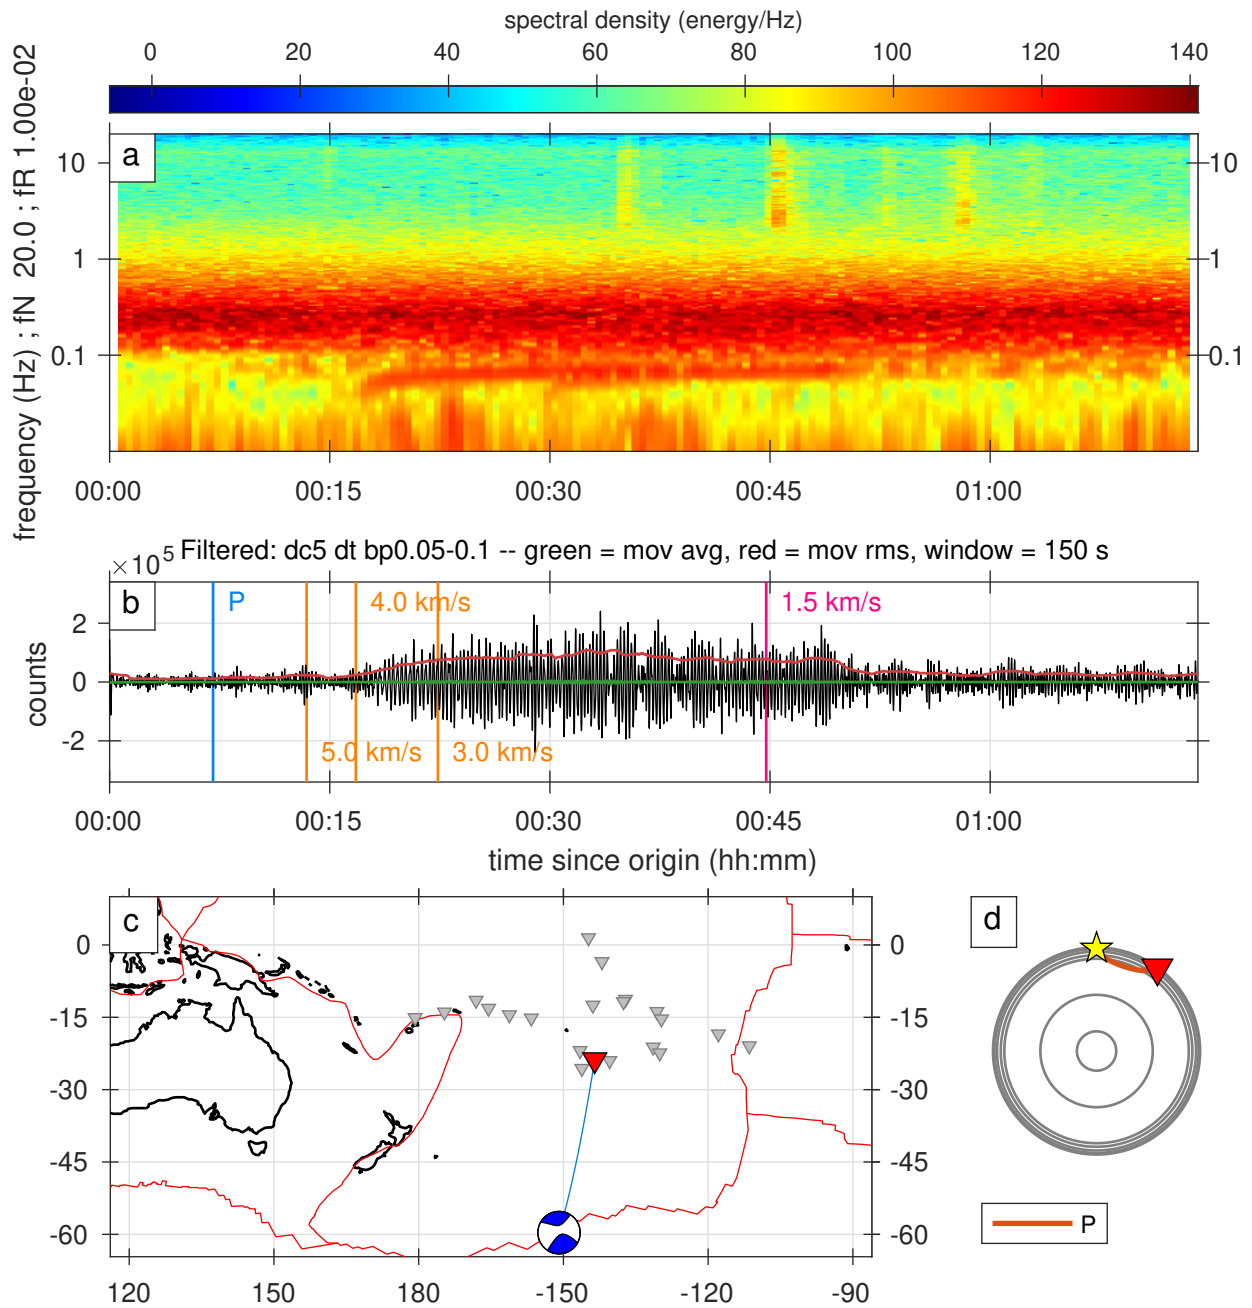 spectral density (energy/Hz)
0 20 40 60 80 100 120 140
frequency (Hz) ; fN 20.0 ; fR 1.00e-02
a
10 10
1 1
0.1 0.1
00:00 00:15 00:30 00:45 01:00
×10^5 Filtered: dc5 dt bp0.05-0.1 -- green = mov avg, red = mov rms, window = 150 s
b
P 4.0 km/s 1.5 km/s
counts
2
0
-2
5.0 km/s 3.0 km/s
00:00 00:15 00:30 00:45 01:00
time since origin (hh:mm)
c
d
0 0
-15 -15
-30 -30
-45 -45
-60 -60
120 150 180 -150 -120 -90
P